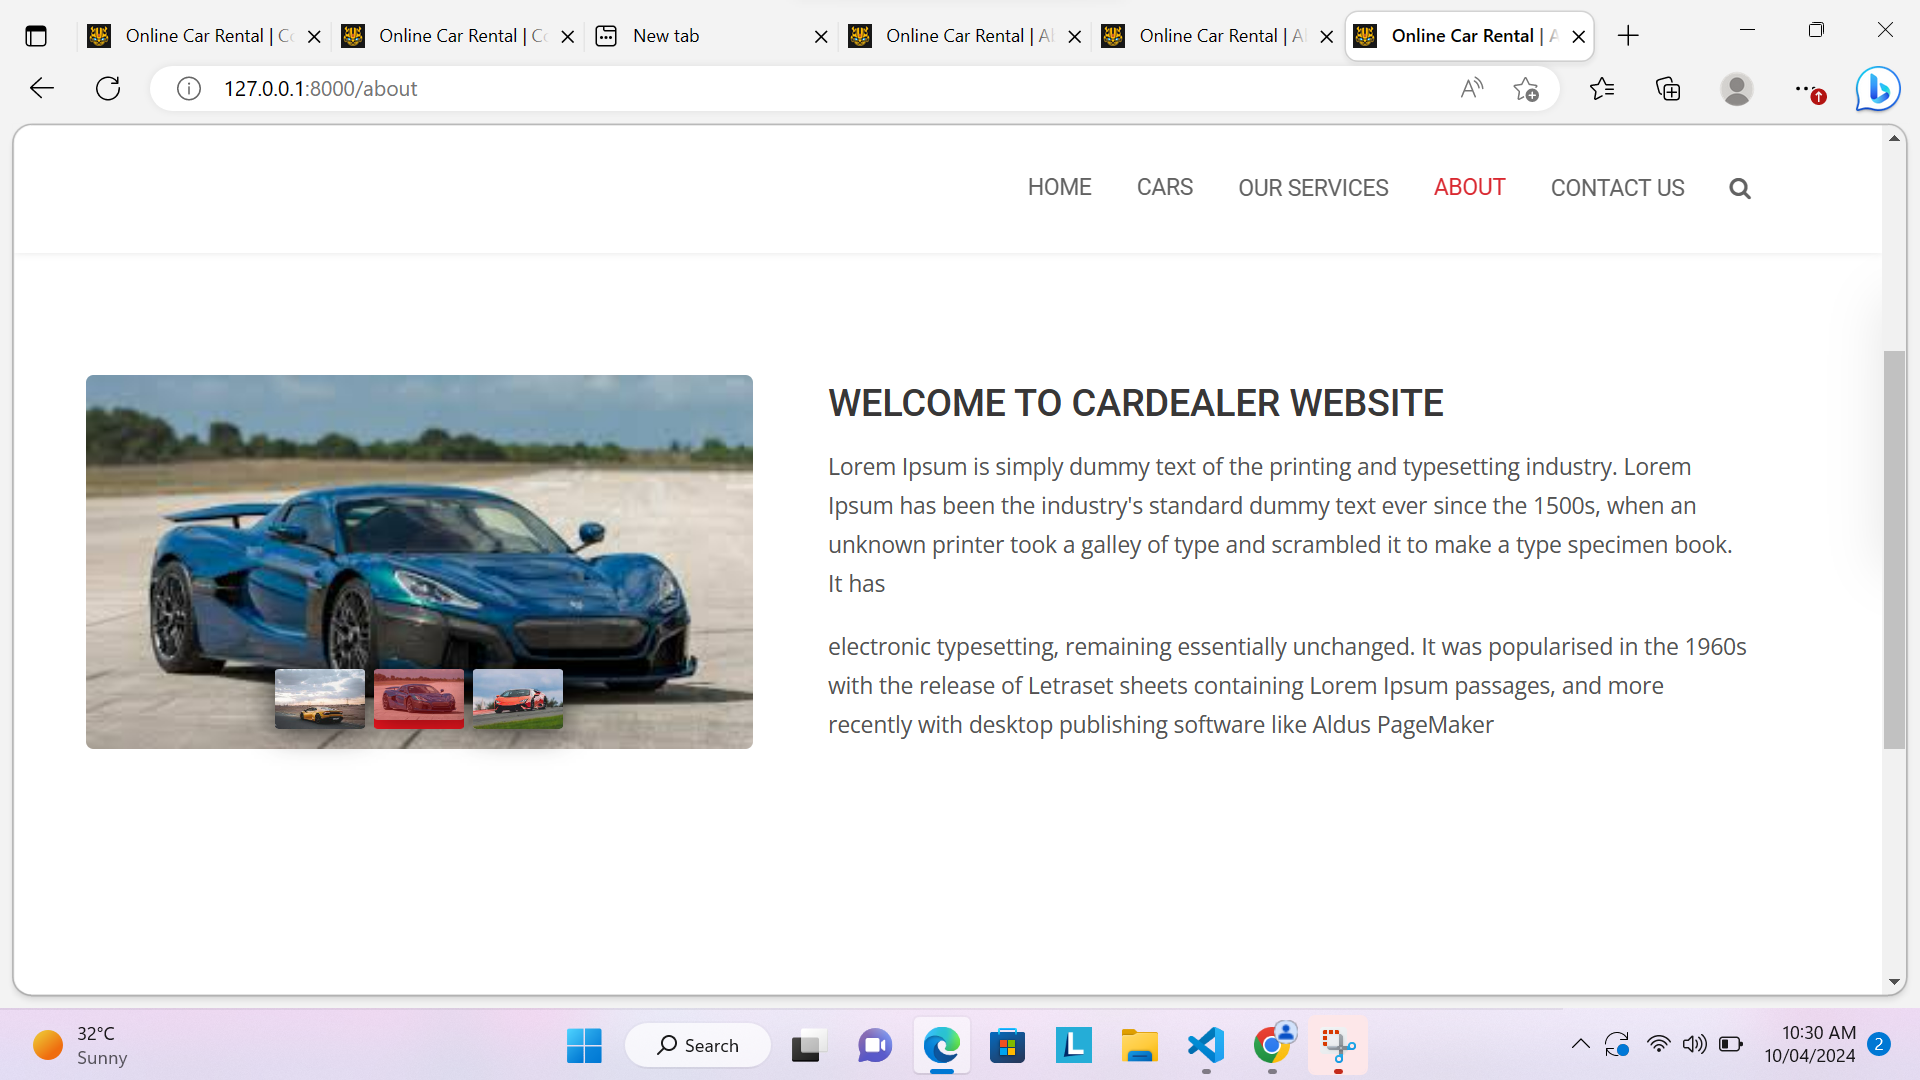 Online Car Rental | Co
Online Car Rental | Co
New tab
Online Car Rental | Al
Online Car Rental | Al
Online Car Rental | A
127.0.0.1:8000/about
HOME
CARS
OUR SERVICES
ABOUT
CONTACT US
WELCOME TO CARDEALER WEBSITE
Lorem Ipsum is simply dummy text of the printing and typesetting industry. Lorem
Ipsum has been the industry's standard dummy text ever since the 1500s, when an
unknown printer took a galley of type and scrambled it to make a type specimen book.
It has
electronic typesetting, remaining essentially unchanged. It was popularised in the 1960s
with the release of Letraset sheets containing Lorem Ipsum passages, and more
recently with desktop publishing software like Aldus PageMaker
32°C
Sunny
Search
L
10:30 AM
10/04/2024
2